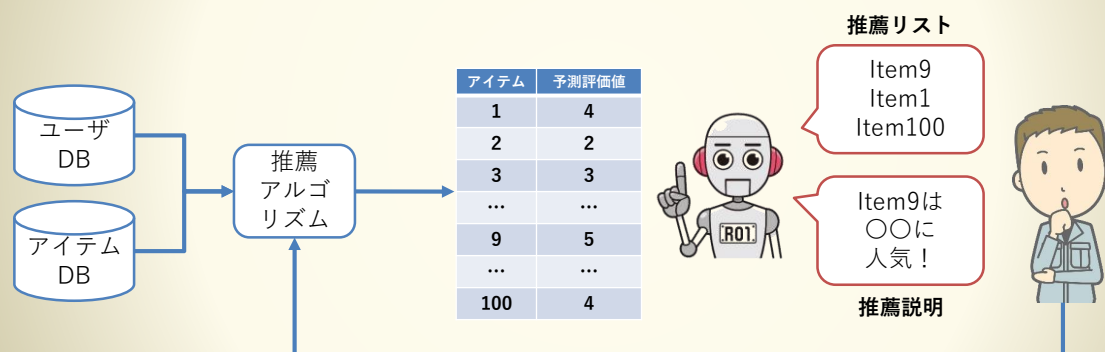 ユーザ
DB
アイテム
DB
推薦
アルゴ
リズム
アイテム 予測評価値
1 4
2 2
3 3
… …
9 5
… …
100 4
R01
推薦リスト
Item9
Item1
Item100
Item9は
〇〇に
人気！
推薦説明